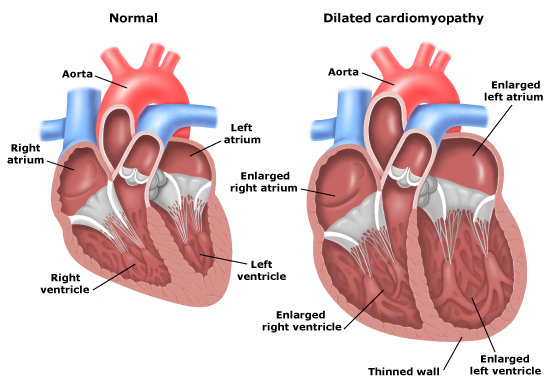 Normal
Aorta
Right
atrium
Left
atrium
Right
ventricle
Left
ventricle
Dilated cardiomyopathy
Aorta
Enlarged
left atrium
Enlarged
right atrium
Enlarged
right ventricle
Thinned wall
Enlarged
left ventricle